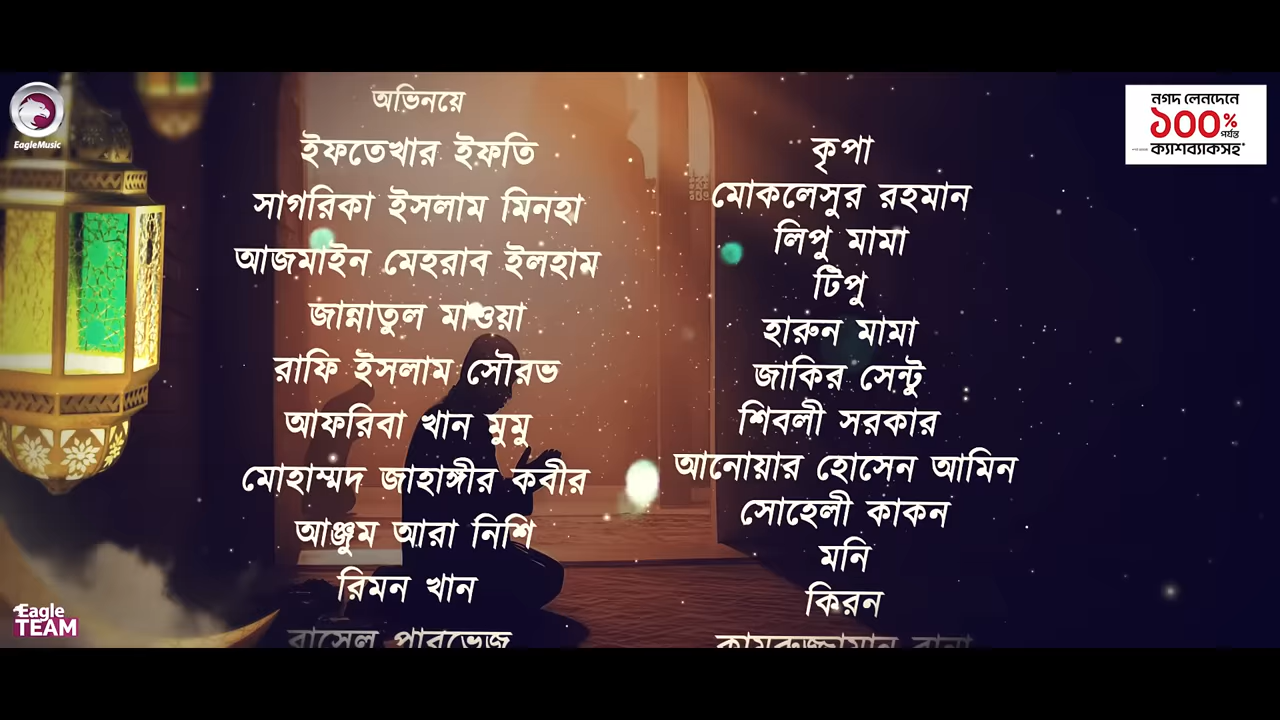 অভিনয়ে
ইফতেখার ইফতি
সাগরিকা ইসলাম মিনহা
আজমাইন মেহরাব ইলহাম
জান্নাতুল মাওয়া
রাফি ইসলাম সৌরভ
আফরিবা খান মুমু
মোহাম্মদ জাহাঙ্গীর কবীর
আঞ্জুম আরা নিশি
রিমন খান
রাসেল পারভেজ
কৃপা
মোকলেসুর রহমান
লিপু মামা
টিপু
হারুন মামা
জাকির সেন্টু
শিবলী সরকার
আনোয়ার হোসেন আমিন
সোহেলী কাকন
মনি
কিরন
কামরুজ্জামান রানা
EagleMusic
Eagle
TEAM
নগদ লেনদেনে
১০০%
পর্যন্ত
ক্যাশব্যাকসহ*